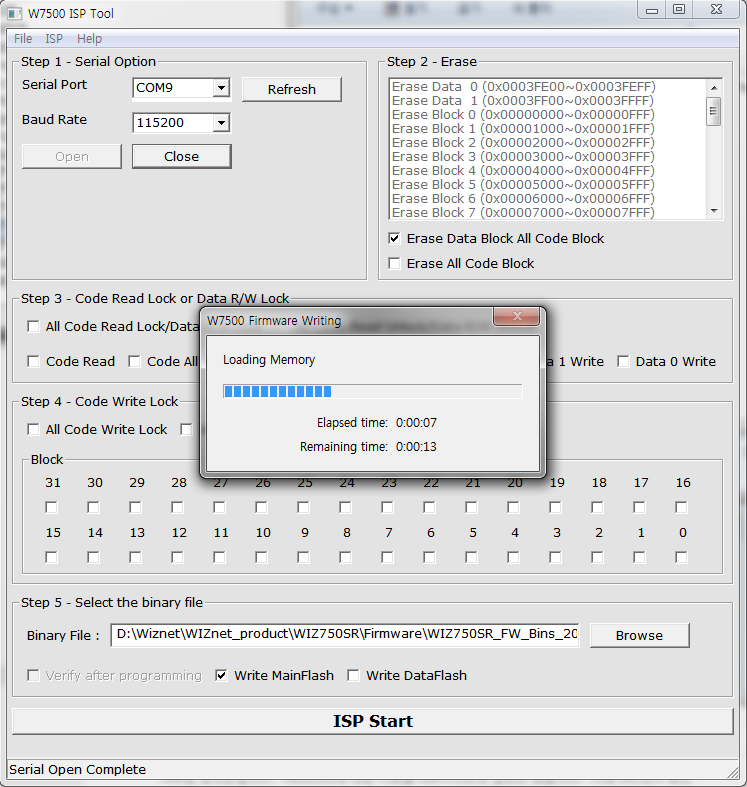 W7500 ISP Tool
File ISP Help
Step 1 - Serial Option
Serial Port COM9 Refresh
Baud Rate 115200
Open Close
Step 2 - Erase
Erase Data 0 (0x0003FE00~0x0003FEFF)
Erase Data 1 (0x0003FF00~0x0003FFFF)
Erase Block 0 (0x00000000~0x00000FFF)
Erase Block 1 (0x00001000~0x00001FFF)
Erase Block 2 (0x00002000~0x00002FFF)
Erase Block 3 (0x00003000~0x00003FFF)
Erase Block 4 (0x00004000~0x00004FFF)
Erase Block 5 (0x00005000~0x00005FFF)
Erase Block 6 (0x00006000~0x00006FFF)
Erase Block 7 (0x00007000~0x00007FFF)
Erase Data Block All Code Block
Erase All Code Block
Step 3 - Code Read Lock or Data R/W Lock
All Code Read Lock/Data
Code Read Code All 1 Write Data 0 Write
W7500 Firmware Writing
Loading Memory
Elapsed time: 0:00:07
Remaining time: 0:00:13
Step 4 - Code Write Lock
All Code Write Lock
Block
31 30 29 28 27 26 25 24 23 22 21 20 19 18 17 16
15 14 13 12 11 10 9 8 7 6 5 4 3 2 1 0
Step 5 - Select the binary file
Binary File : D:\Wiznet\WIZnet_product\WIZ750SR\Firmware\WIZ750SR_FW_Bins_20 Browse
Verify after programming Write MainFlash Write DataFlash
ISP Start
Serial Open Complete